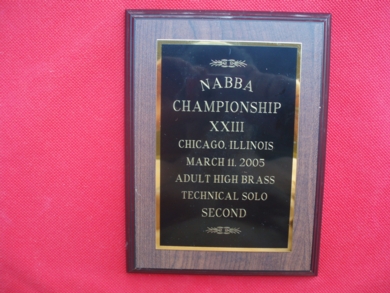 NABBA
CHAMPIONSHIP
XXIII
CHICAGO, ILLINOIS
MARCH 11, 2005
ADULT HIGH BRASS
TECHNICAL SOLO
SECOND